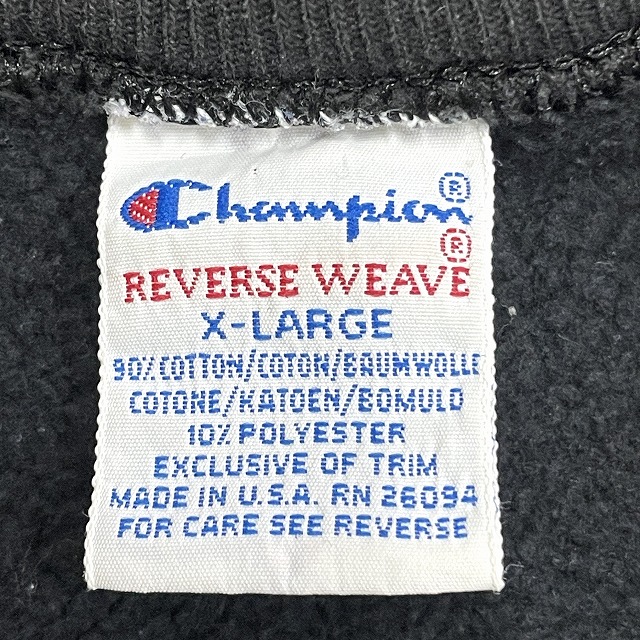 Champion ®
®
REVERSE WEAVE
X-LARGE
90% COTTON/COTON/BAUMWOLLE
COTONE/KATOEN/BOMULD
10% POLYESTER
EXCLUSIVE OF TRIM
MADE IN U.S.A. RN 26094
FOR CARE SEE REVERSE